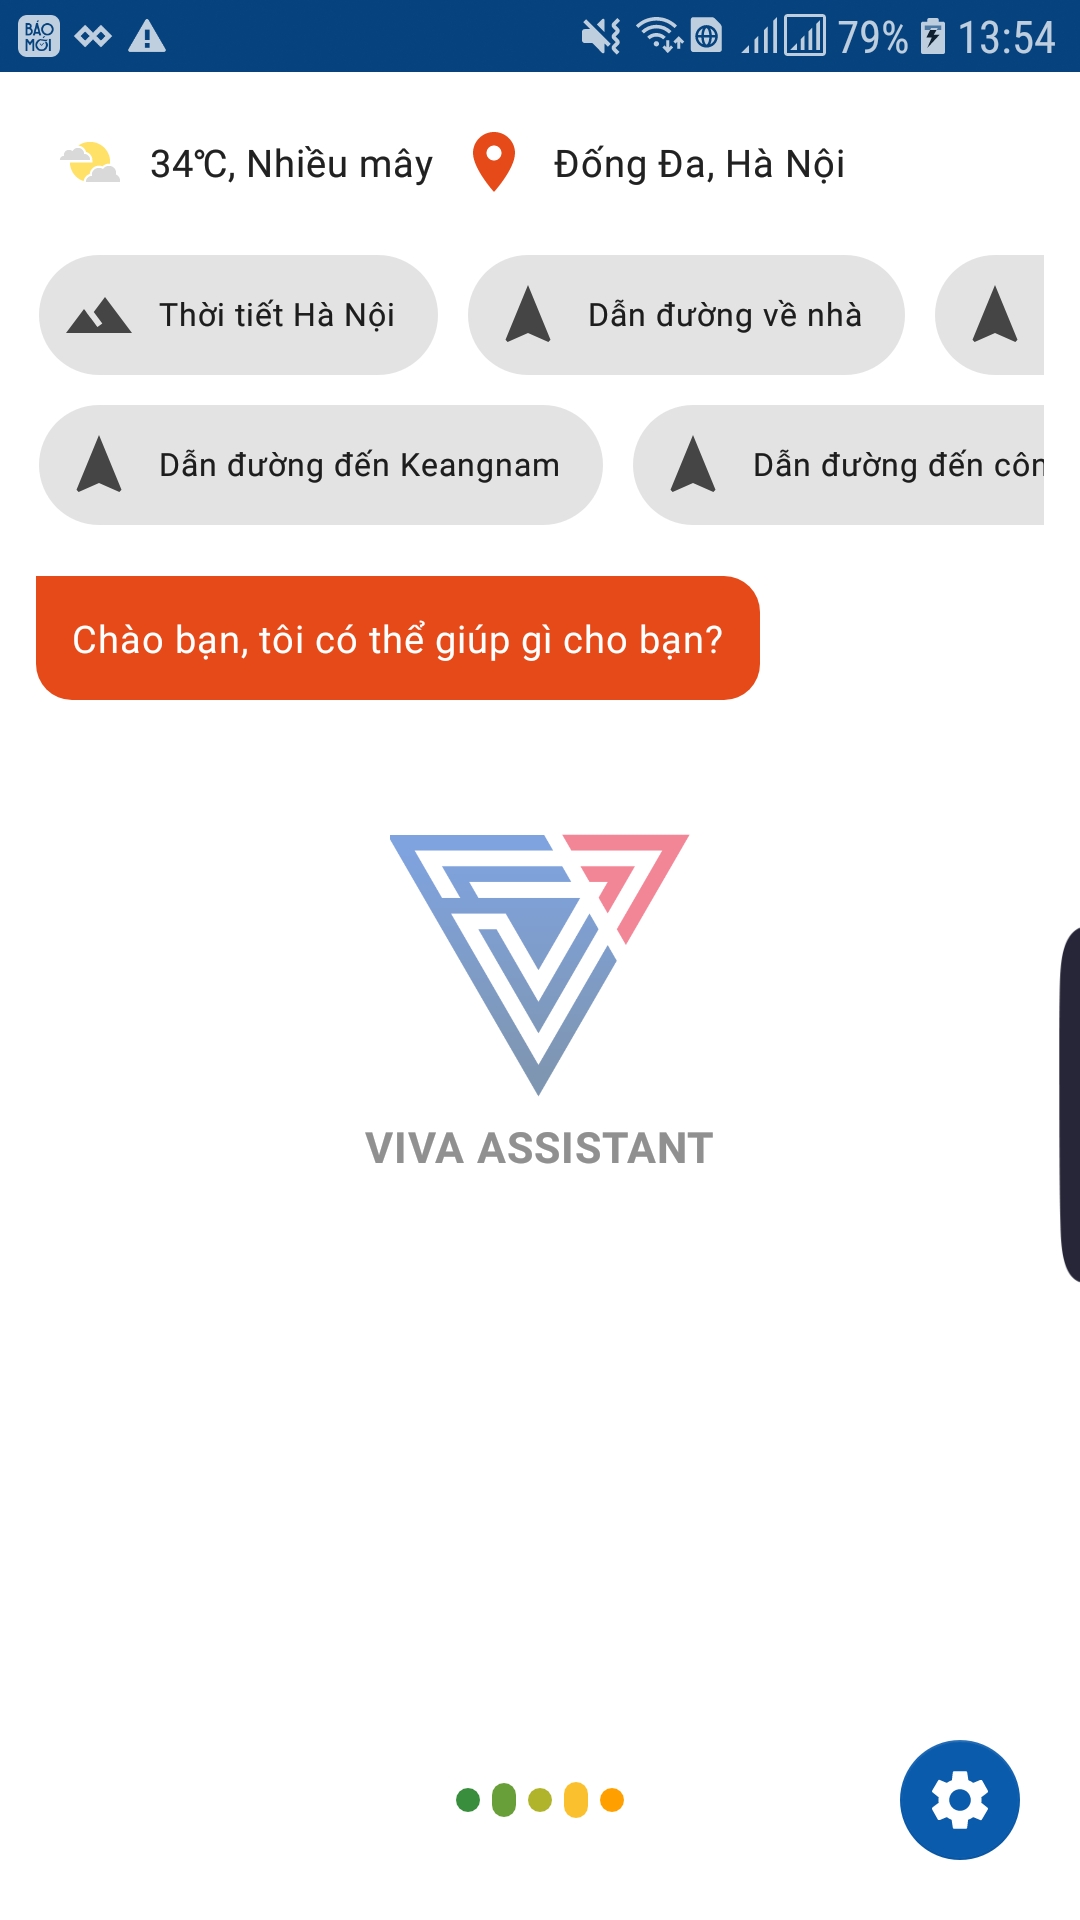 BÁO MỚI 79% 13:54
34℃, Nhiều mây Đống Đa, Hà Nội
Thời tiết Hà Nội Dẫn đường về nhà
Dẫn đường đến Keangnam Dẫn đường đến côn
Chào bạn, tôi có thể giúp gì cho bạn?
VIVA ASSISTANT